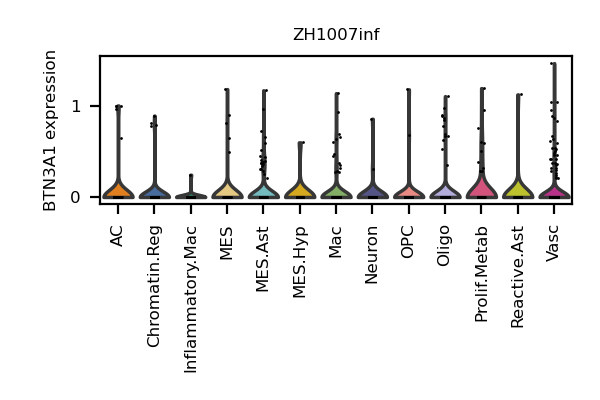 ZH1007inf
BTN3A1 expression
1
0
AC
Chromatin.Reg
Inflammatory.Mac
MES
MES.Ast
MES.Hyp
Mac
Neuron
OPC
Oligo
Prolif.Metab
Reactive.Ast
Vasc